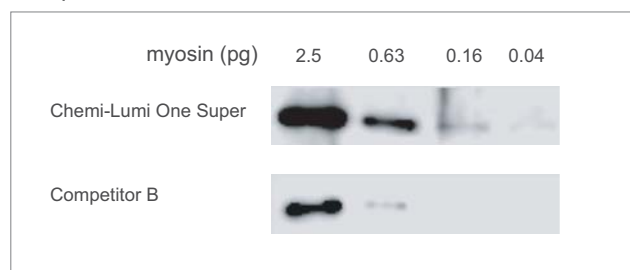 myosin (pg) 2.5 0.63 0.16 0.04
Chemi-Lumi One Super
Competitor B